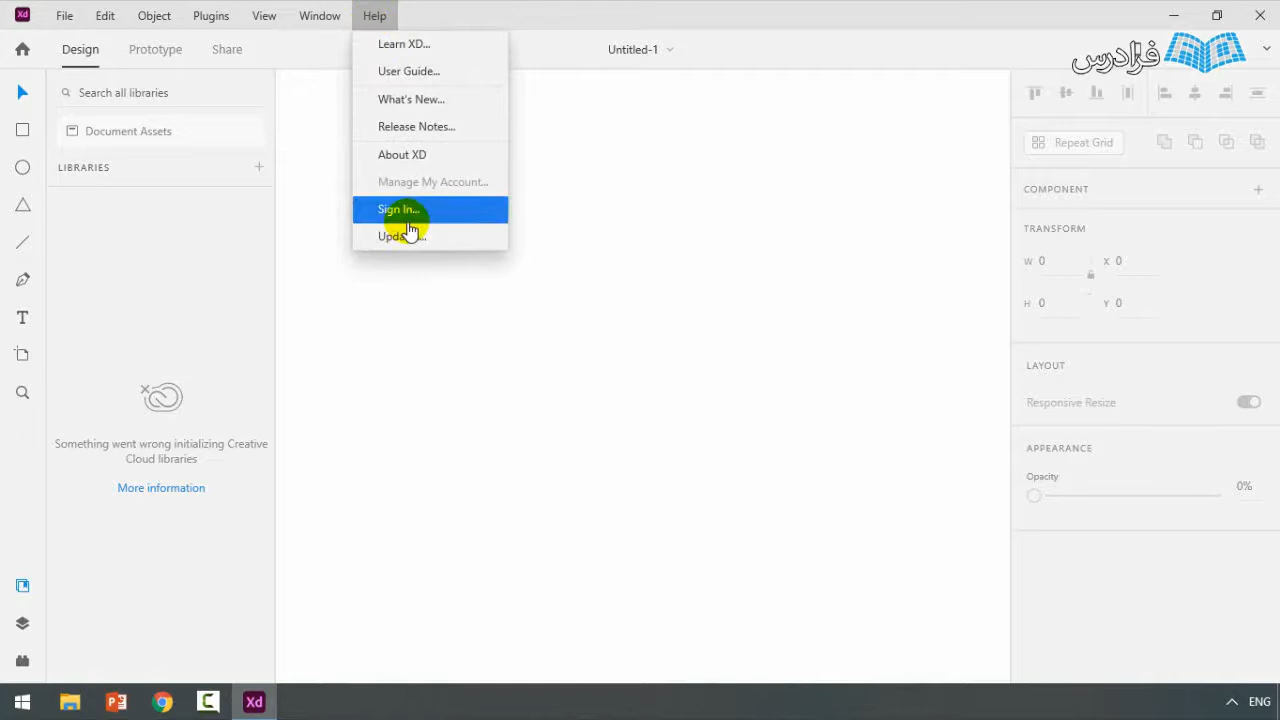 Xd File Edit Object Plugins View Window Help
Design Prototype Share
Untitled-1
فرادرس
Learn XD...
User Guide...
What's New...
Release Notes...
About XD
Manage My Account...
Sign In...
Search all libraries
Document Assets
LIBRARIES
Something went wrong initializing Creative
Cloud libraries
More information
Repeat Grid
COMPONENT
TRANSFORM
W 0 X 0
H 0 Y 0
LAYOUT
Responsive Resize
APPEARANCE
Opacity
0%
Xd
ENG